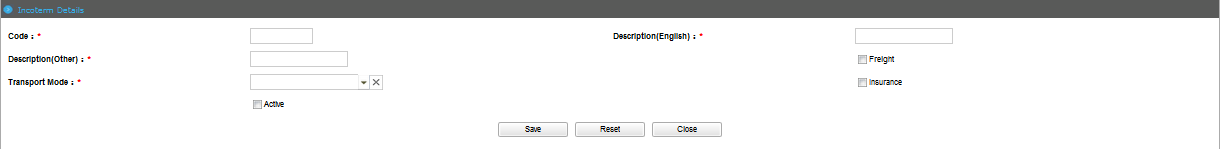 Incoterm Details
Code : * Description(English) : *
Description(Other) : * Freight
Transport Mode : * Insurance
Active
Save Reset Close